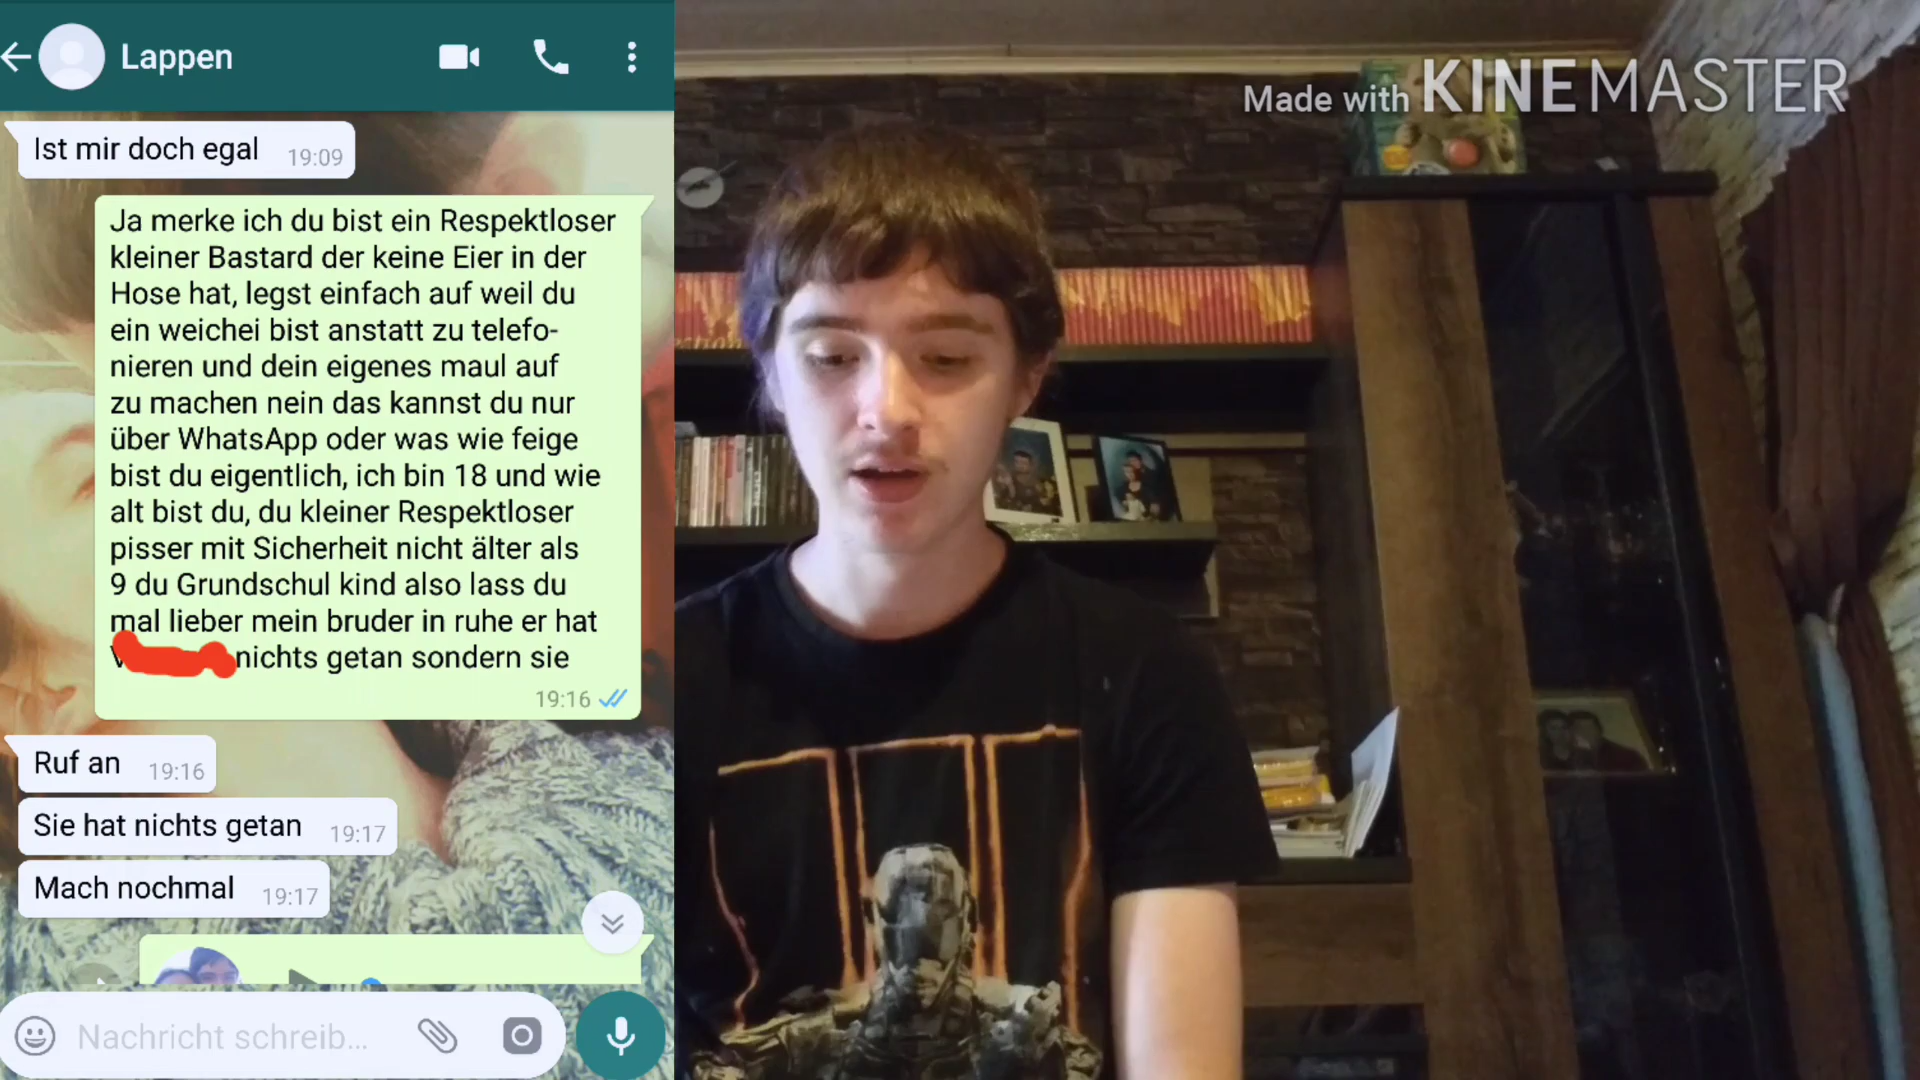 Lappen
Ist mir doch egal 19:09
Ja merke ich du bist ein Respektloser
kleiner Bastard der keine Eier in der
Hose hat, legst einfach auf weil du
ein weichei bist anstatt zu telefo-
nieren und dein eigenes maul auf
zu machen nein das kannst du nur
über WhatsApp oder was wie feige
bist du eigentlich, ich bin 18 und wie
alt bist du, du kleiner Respektloser
pisser mit Sicherheit nicht älter als
9 du Grundschul kind also lass du
mal lieber mein bruder in ruhe er hat
nichts getan sondern sie
19:16
Ruf an 19:16
Sie hat nichts getan 19:17
Mach nochmal 19:17
Nachricht schreib...
Made with KINEMASTER